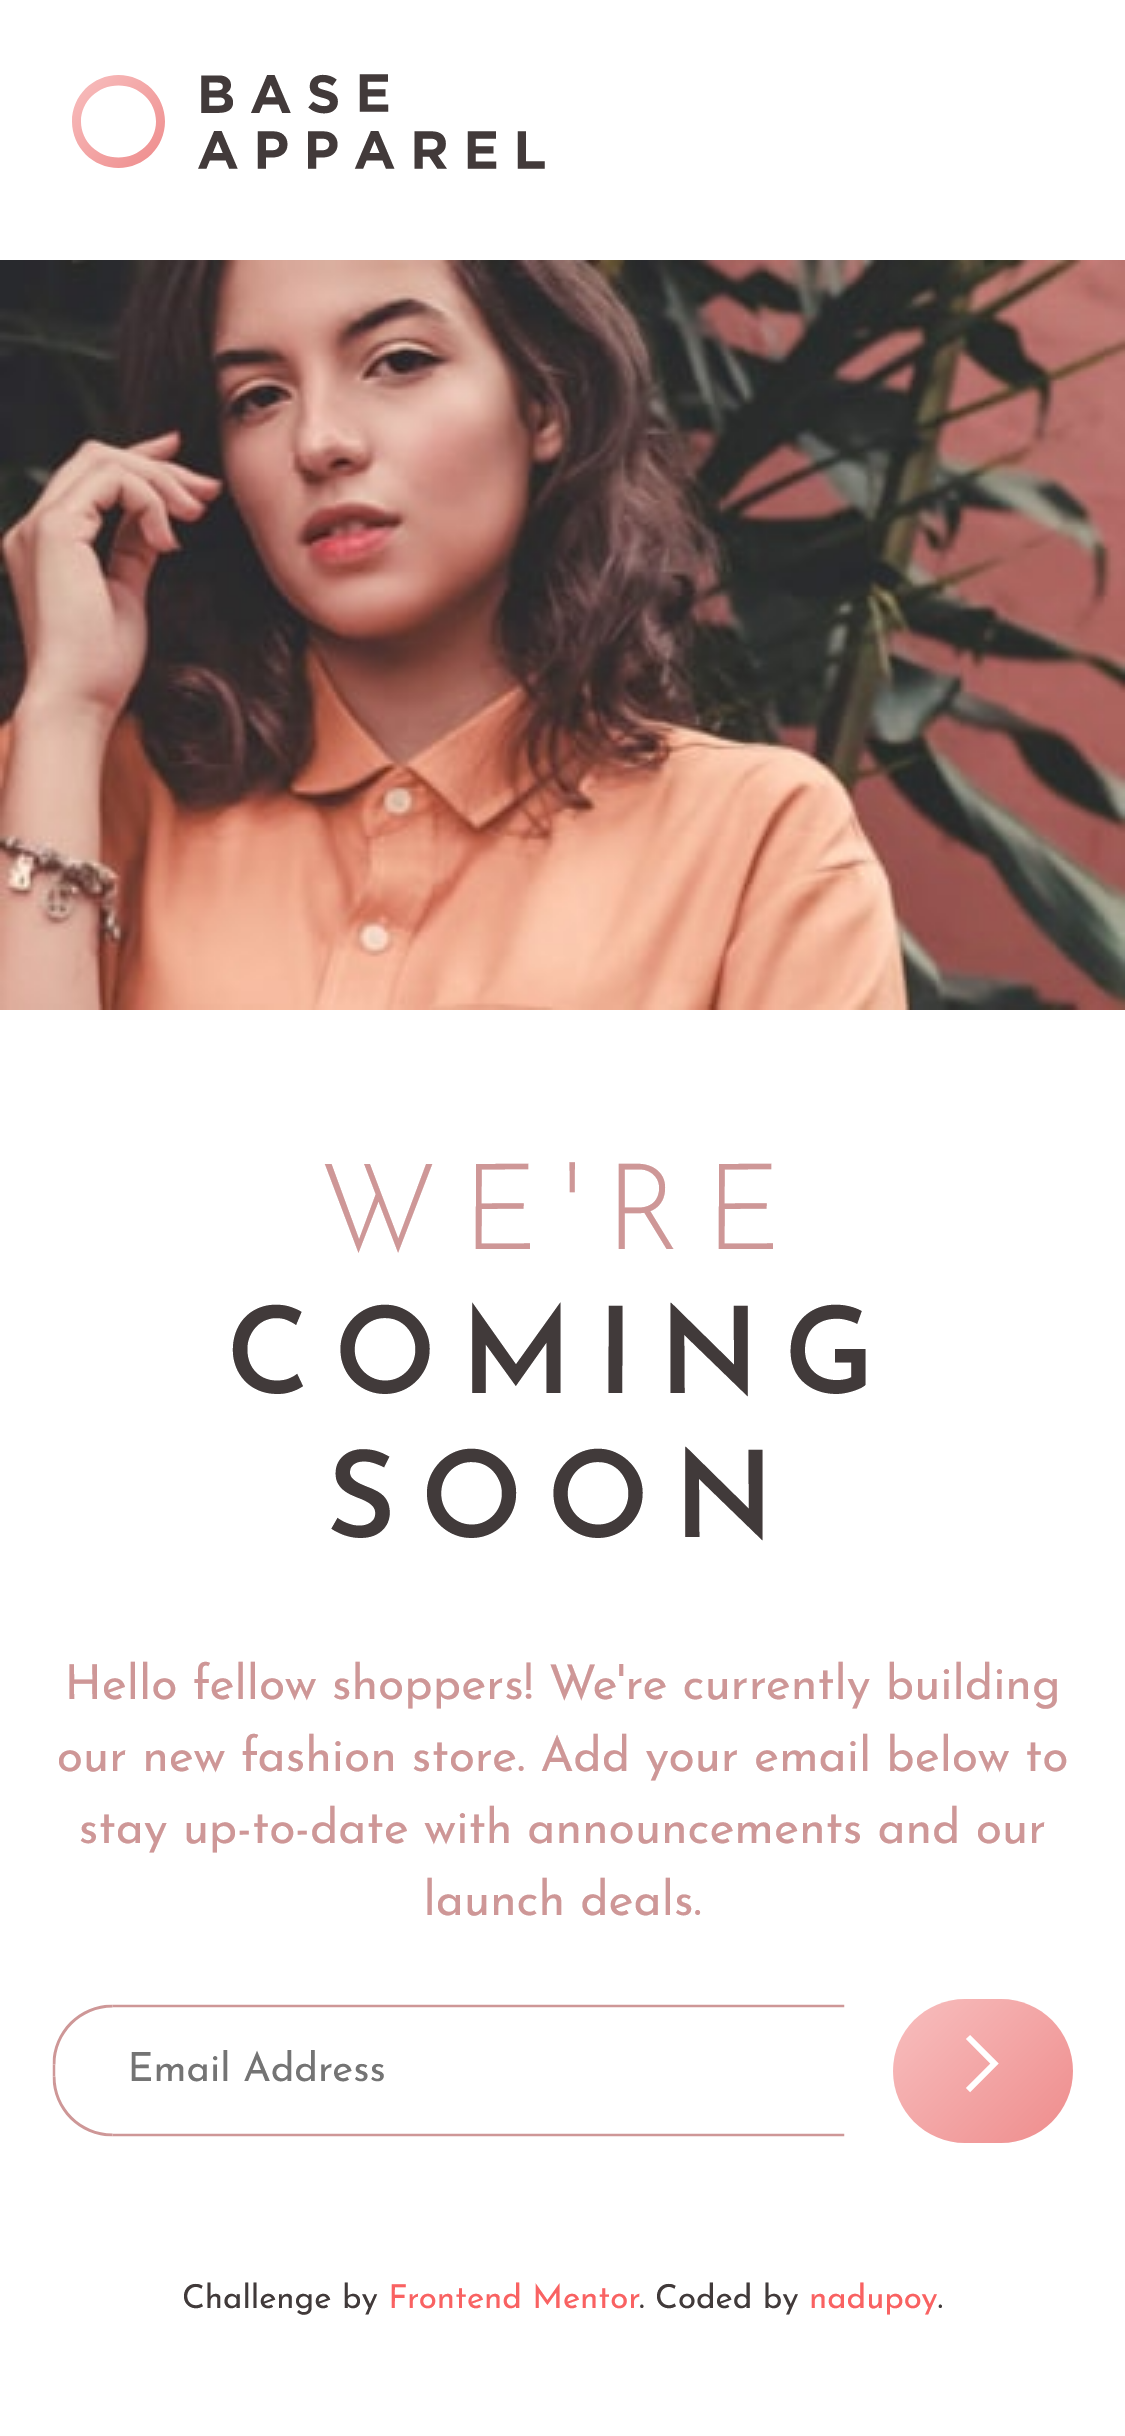 BASE
APPAREL
WE'RE
COMING
SOON
Hello fellow shoppers! We're currently building
our new fashion store. Add your email below to
stay up-to-date with announcements and our
launch deals.
Email Address
Challenge by Frontend Mentor. Coded by nadupoy.